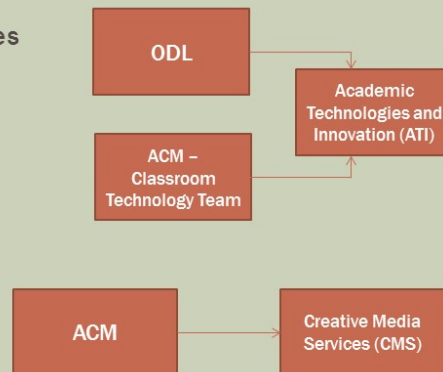 es
ODL
Academic
Technologies and
Innovation (ATI)
ACM –
Classroom
Technology Team
ACM
Creative Media
Services (CMS)